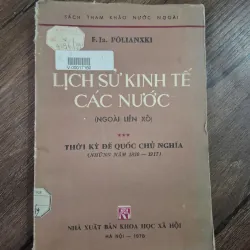 SÁCH THAM KHẢO NƯỚC NGOÀI
F.Ia. PÔLIANXKI
LỊCH SỬ KINH TẾ
CÁC NƯỚC
(NGOÀI LIÊN XÔ)
***
THỜI KỲ ĐẾ QUỐC CHỦ NGHĨA
NHÀ XUẤT BẢN KHOA HỌC XÃ HỘI
HÀ NỘI - 1978